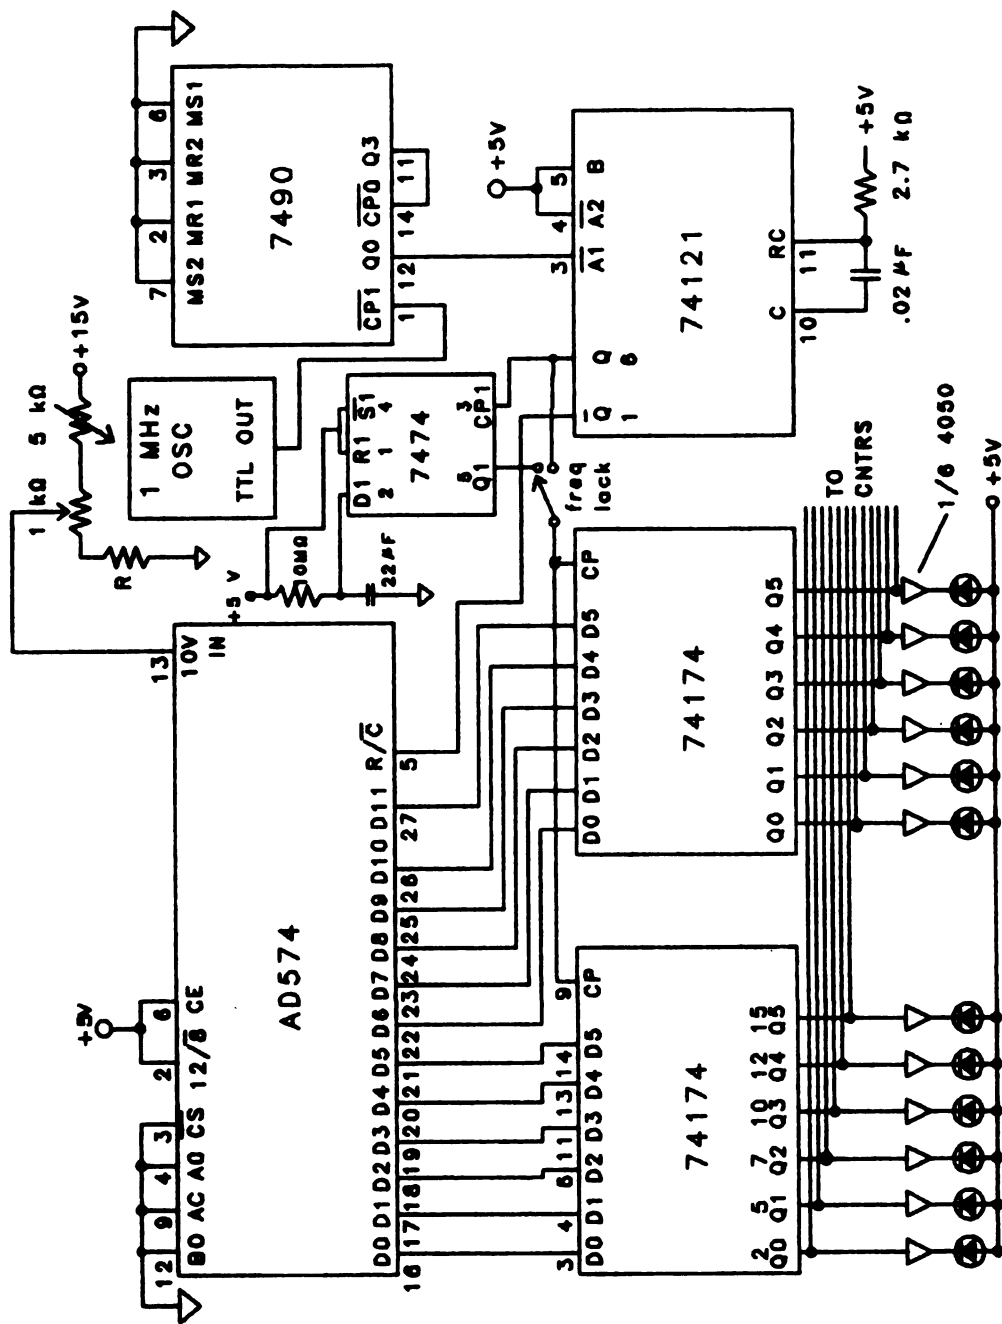 +15V
5 kΩ
1 kΩ
R
1 MHz
OSC
TTL OUT
7 2 3 6
MS2 MR1 MR2 MS1
7490
CP1 Q0 CP0 Q3
1 12 14 11
+5V
12 9 4 3 2 6 13
BO AC A0 CS 12/8 CE 10V
IN
AD574
D0 D1 D2 D3 D4 D5 D6 D7 D8 D9 D10 D11 R/C
16 17 18 19 20 21 22 23 24 25 26 27 5
+5 V
10MΩ
22µF
D1 R1 S1
2 1 4
7474
5 3
Q1 CP1
freq
lack
+5V
3 4 5
A1 A2 B
74121
Q Q
1 6
C RC
10 11
.02 µF 2.7 kΩ
+5V
3 4 6 11 13 14 9
D0 D1 D2 D3 D4 D5 CP
74174
2 5 7 10 12 15
Q0 Q1 Q2 Q3 Q4 Q5
D0 D1 D2 D3 D4 D5 CP
74174
Q0 Q1 Q2 Q3 Q4 Q5
TO
CNTRS
1/6 4050
+5V